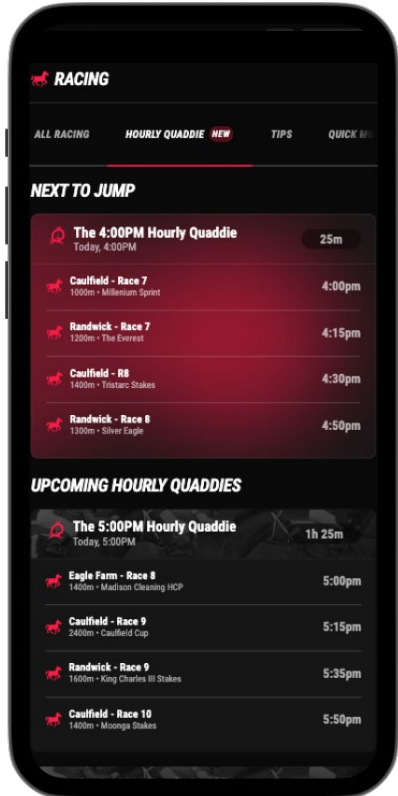 RACING
ALL RACING HOURLY QUADDIE NEW TIPS QUICK
NEXT TO JUMP
The 4:00PM Hourly Quaddie 25m
Today, 4:00PM
Caulfield - Race 7 4:00pm
1000m • Millenium Sprint
Randwick - Race 7 4:15pm
1200m • The Everest
Caulfield - R8 4:30pm
1400m • Tristarc Stakes
Randwick - Race 8 4:50pm
1300m • Silver Eagle
UPCOMING HOURLY QUADDIES
The 5:00PM Hourly Quaddie 1h 25m
Today, 5:00PM
Eagle Farm - Race 8 5:00pm
1400m • Madison Cleaning HCP
Caulfield - Race 9 5:15pm
2400m • Caulfield Cup
Randwick - Race 9 5:35pm
1600m • King Charles III Stakes
Caulfield - Race 10 5:50pm
1400m • Moonga Stakes